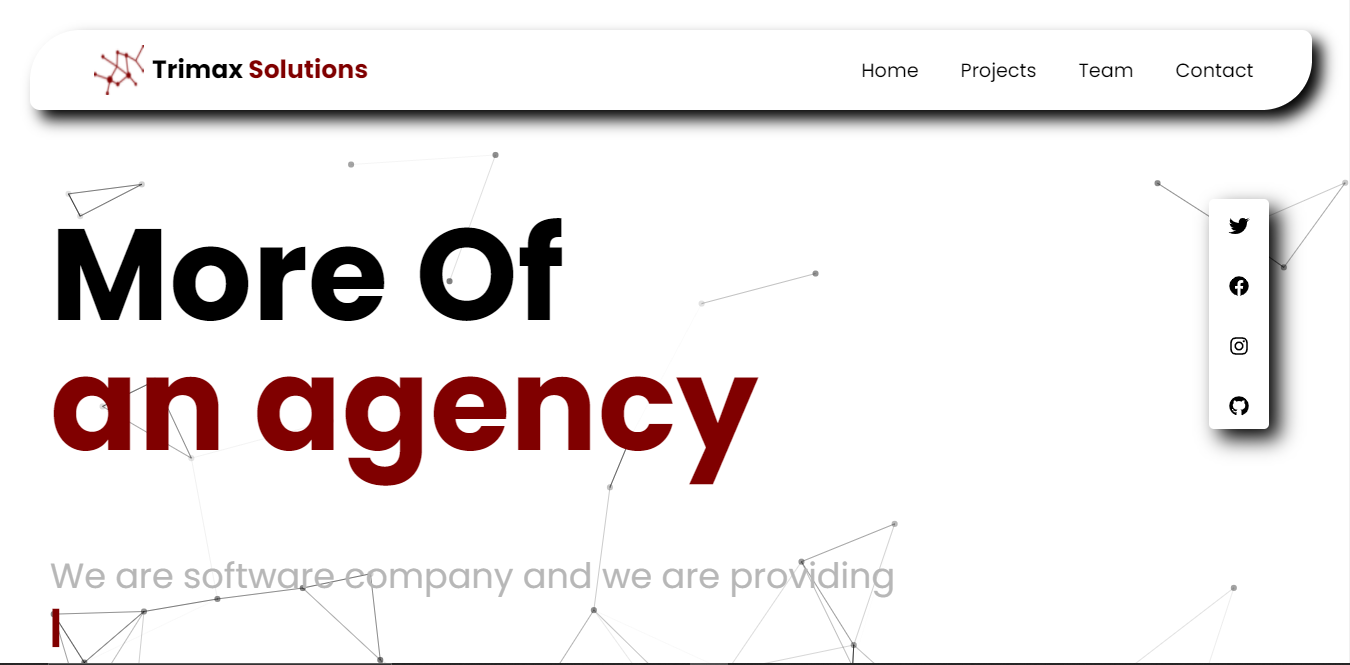 Trimax Solutions
Home Projects Team Contact
More Of
an agency
We are software company and we are providing